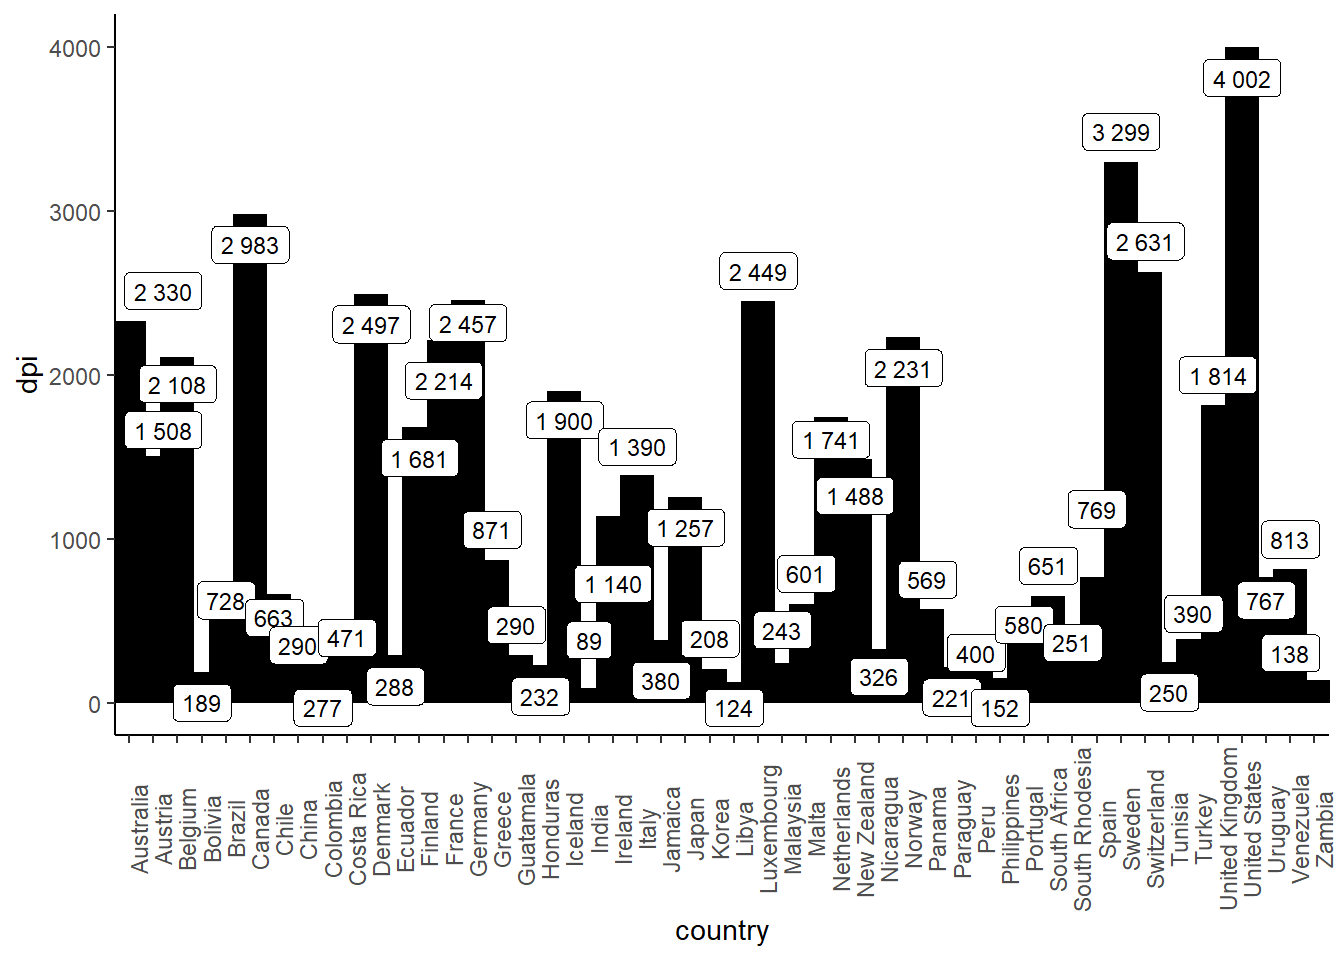 dpi
4000
3000
2000
1000
0
2 330
1 508
2 108
189
728
2 983
663
290
277
471
2 497
288
1 681
2 214
2 457
871
290
232
1 900
89
1 140
1 390
380
1 257
208
124
2 449
243
601
1 741
1 488
326
2 231
569
221
400
152
580
651
251
769
3 299
2 631
250
390
1 814
4 002
767
813
138
Australia
Austria
Belgium
Bolivia
Brazil
Canada
Chile
China
Colombia
Costa Rica
Denmark
Ecuador
Finland
France
Germany
Greece
Guatamala
Honduras
Iceland
India
Ireland
Italy
Jamaica
Japan
Korea
Libya
Luxembourg
Malaysia
Malta
Netherlands
New Zealand
Nicaragua
Norway
Panama
Paraguay
Peru
Philippines
Portugal
South Africa
South Rhodesia
Spain
Sweden
Switzerland
Tunisia
Turkey
United Kingdom
United States
Uruguay
Venezuela
Zambia
country